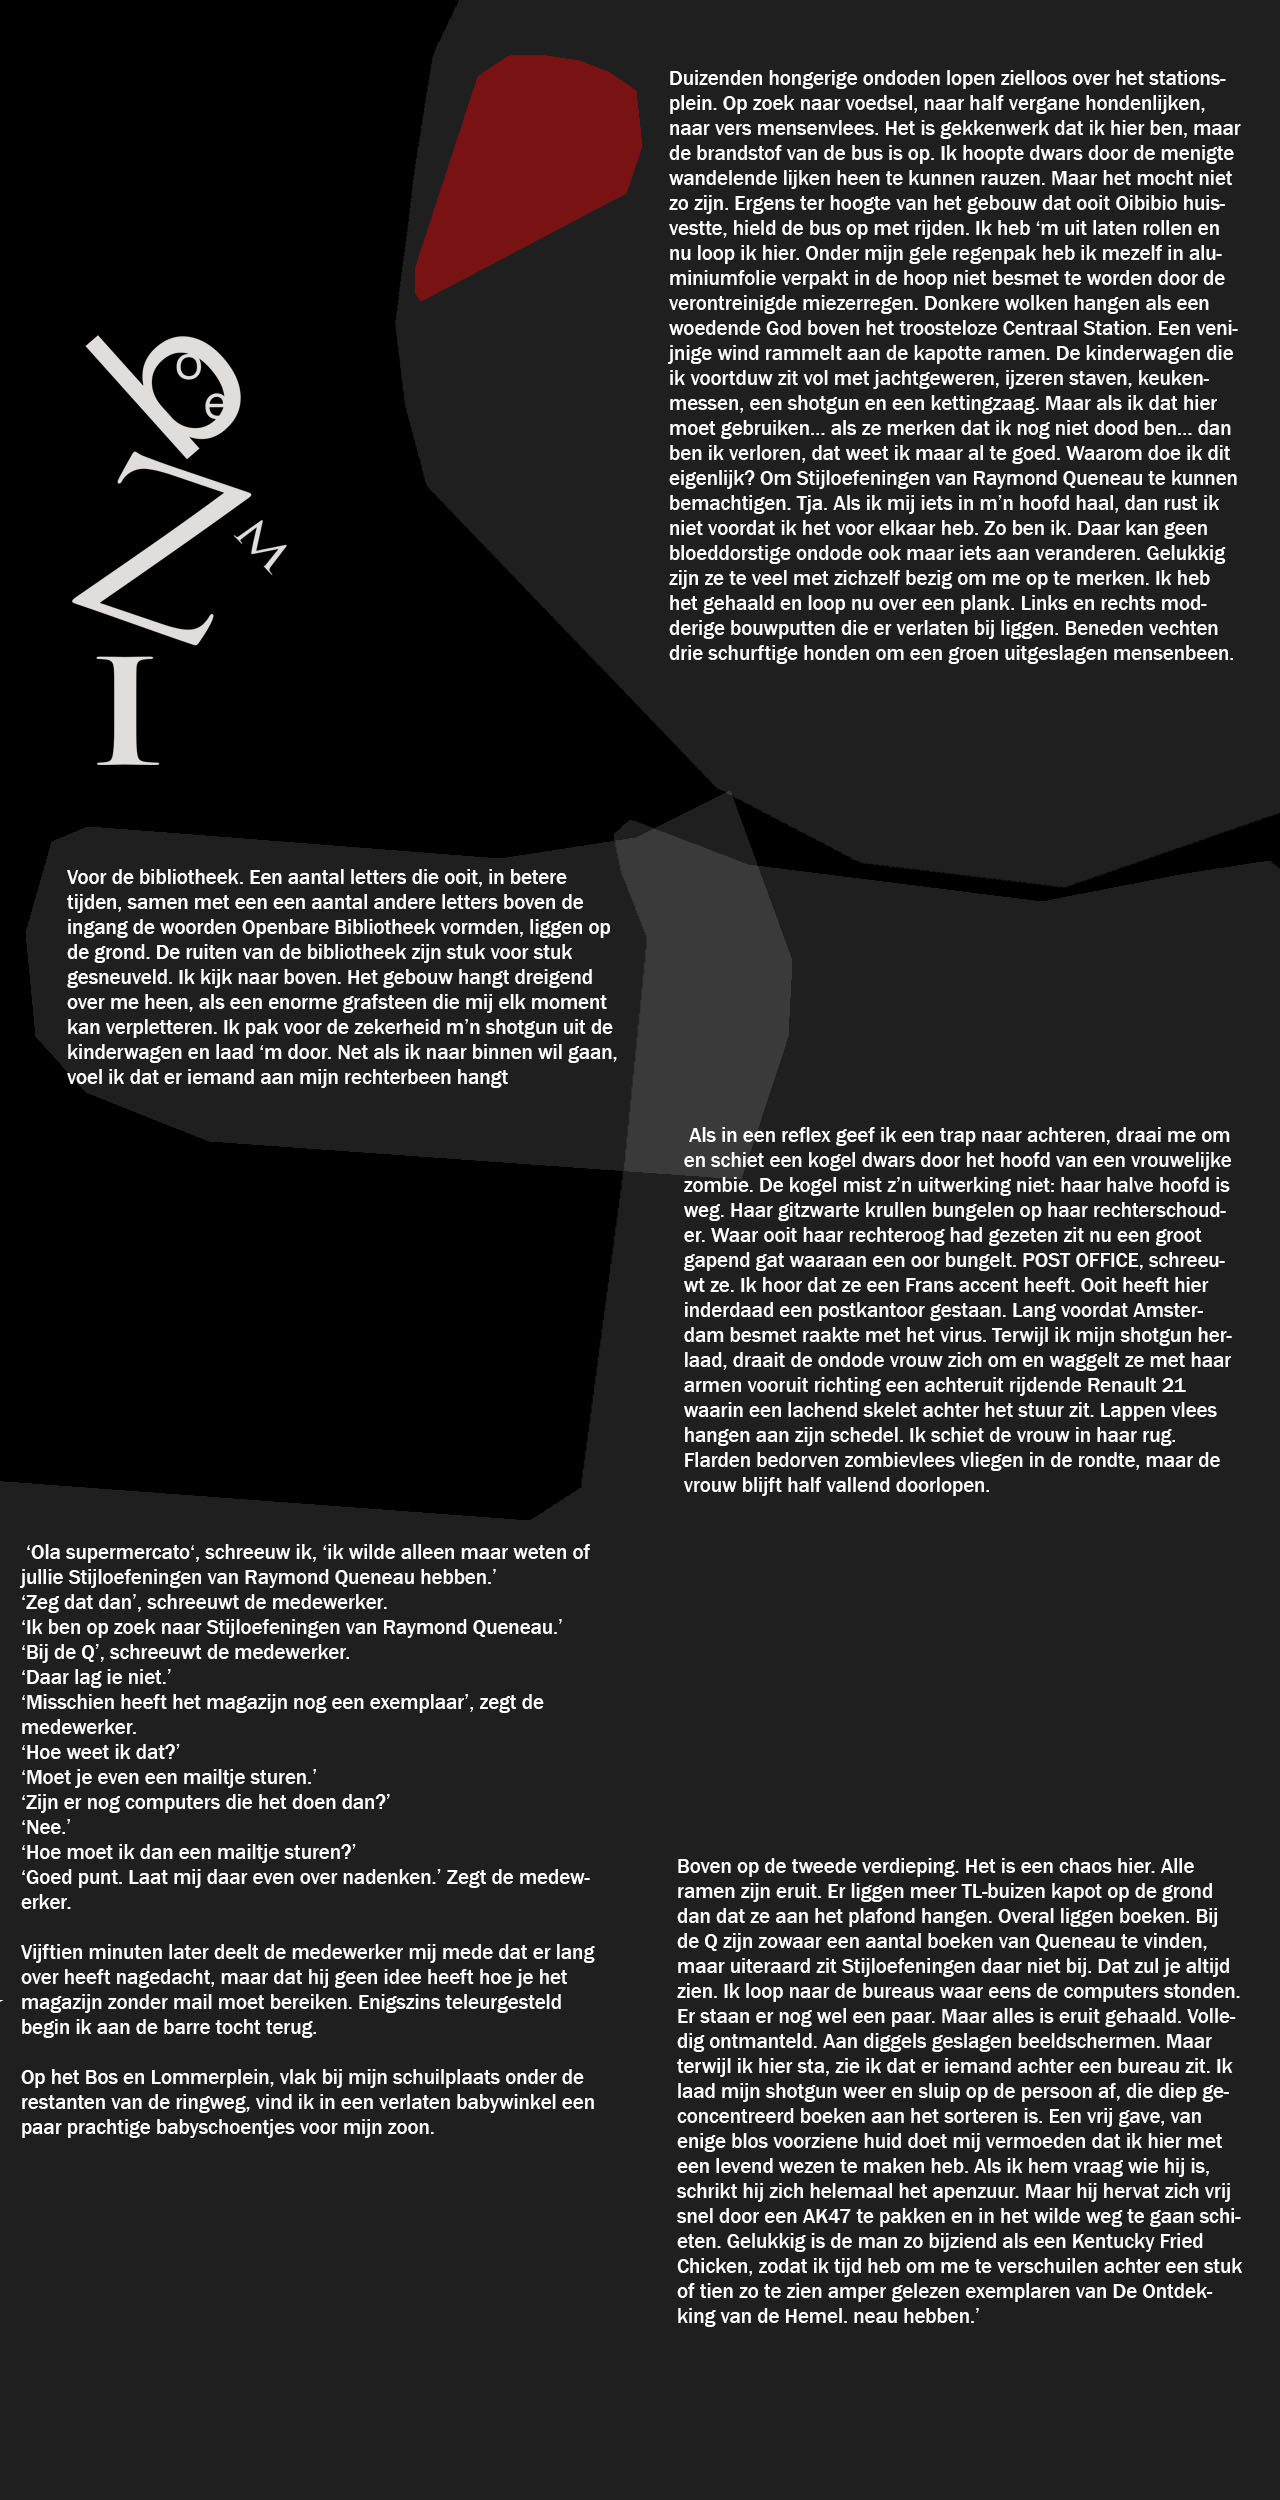 b
o
e
Z
M
I
Duizenden hongerige ondoden lopen zielloos over het stations-
plein. Op zoek naar voedsel, naar half vergane hondenlijken,
naar vers mensenvlees. Het is gekkenwerk dat ik hier ben, maar
de brandstof van de bus is op. Ik hoopte dwars door de menigte
wandelende lijken heen te kunnen rauzen. Maar het mocht niet
zo zijn. Ergens ter hoogte van het gebouw dat ooit Oibibio huis-
vestte, hield de bus op met rijden. Ik heb ‘m uit laten rollen en
nu loop ik hier. Onder mijn gele regenpak heb ik mezelf in alu-
miniumfolie verpakt in de hoop niet besmet te worden door de
verontreinigde miezerregen. Donkere wolken hangen als een
woedende God boven het troosteloze Centraal Station. Een veni-
jnige wind rammelt aan de kapotte ramen. De kinderwagen die
ik voortduw zit vol met jachtgeweren, ijzeren staven, keuken-
messen, een shotgun en een kettingzaag. Maar als ik dat hier
moet gebruiken... als ze merken dat ik nog niet dood ben... dan
ben ik verloren, dat weet ik maar al te goed. Waarom doe ik dit
eigenlijk? Om Stijloefeningen van Raymond Queneau te kunnen
bemachtigen. Tja. Als ik mij iets in m’n hoofd haal, dan rust ik
niet voordat ik het voor elkaar heb. Zo ben ik. Daar kan geen
bloeddorstige ondode ook maar iets aan veranderen. Gelukkig
zijn ze te veel met zichzelf bezig om me op te merken. Ik heb
het gehaald en loop nu over een plank. Links en rechts mod-
derige bouwputten die er verlaten bij liggen. Beneden vechten
drie schurftige honden om een groen uitgeslagen mensenbeen.
Voor de bibliotheek. Een aantal letters die ooit, in betere
tijden, samen met een een aantal andere letters boven de
ingang de woorden Openbare Bibliotheek vormden, liggen op
de grond. De ruiten van de bibliotheek zijn stuk voor stuk
gesneuveld. Ik kijk naar boven. Het gebouw hangt dreigend
over me heen, als een enorme grafsteen die mij elk moment
kan verpletteren. Ik pak voor de zekerheid m’n shotgun uit de
kinderwagen en laad ‘m door. Net als ik naar binnen wil gaan,
voel ik dat er iemand aan mijn rechterbeen hangt
Als in een reflex geef ik een trap naar achteren, draai me om
en schiet een kogel dwars door het hoofd van een vrouwelijke
zombie. De kogel mist z’n uitwerking niet: haar halve hoofd is
weg. Haar gitzwarte krullen bungelen op haar rechterschoud-
er. Waar ooit haar rechteroog had gezeten zit nu een groot
gapend gat waaraan een oor bungelt. POST OFFICE, schreeu-
wt ze. Ik hoor dat ze een Frans accent heeft. Ooit heeft hier
inderdaad een postkantoor gestaan. Lang voordat Amster-
dam besmet raakte met het virus. Terwijl ik mijn shotgun her-
laad, draait de ondode vrouw zich om en waggelt ze met haar
armen vooruit richting een achteruit rijdende Renault 21
waarin een lachend skelet achter het stuur zit. Lappen vlees
hangen aan zijn schedel. Ik schiet de vrouw in haar rug.
Flarden bedorven zombievlees vliegen in de rondte, maar de
vrouw blijft half vallend doorlopen.
‘Ola supermercato‘, schreeuw ik, ‘ik wilde alleen maar weten of
jullie Stijloefeningen van Raymond Queneau hebben.’
‘Zeg dat dan’, schreeuwt de medewerker.
‘Ik ben op zoek naar Stijloefeningen van Raymond Queneau.’
‘Bij de Q’, schreeuwt de medewerker.
‘Daar lag ie niet.’
‘Misschien heeft het magazijn nog een exemplaar’, zegt de
medewerker.
‘Hoe weet ik dat?’
‘Moet je even een mailtje sturen.’
‘Zijn er nog computers die het doen dan?’
‘Nee.’
‘Hoe moet ik dan een mailtje sturen?’
‘Goed punt. Laat mij daar even over nadenken.’ Zegt de medew-
erker.
Vijftien minuten later deelt de medewerker mij mede dat er lang
over heeft nagedacht, maar dat hij geen idee heeft hoe je het
magazijn zonder mail moet bereiken. Enigszins teleurgesteld
begin ik aan de barre tocht terug.
Op het Bos en Lommerplein, vlak bij mijn schuilplaats onder de
restanten van de ringweg, vind ik in een verlaten babywinkel een
paar prachtige babyschoentjes voor mijn zoon.
Boven op de tweede verdieping. Het is een chaos hier. Alle
ramen zijn eruit. Er liggen meer TL-buizen kapot op de grond
dan dat ze aan het plafond hangen. Overal liggen boeken. Bij
de Q zijn zowaar een aantal boeken van Queneau te vinden,
maar uiteraard zit Stijloefeningen daar niet bij. Dat zul je altijd
zien. Ik loop naar de bureaus waar eens de computers stonden.
Er staan er nog wel een paar. Maar alles is eruit gehaald. Volle-
dig ontmanteld. Aan diggels geslagen beeldschermen. Maar
terwijl ik hier sta, zie ik dat er iemand achter een bureau zit. Ik
laad mijn shotgun weer en sluip op de persoon af, die diep ge-
concentreerd boeken aan het sorteren is. Een vrij gave, van
enige blos voorziene huid doet mij vermoeden dat ik hier met
een levend wezen te maken heb. Als ik hem vraag wie hij is,
schrikt hij zich helemaal het apenzuur. Maar hij hervat zich vrij
snel door een AK47 te pakken en in het wilde weg te gaan schi-
eten. Gelukkig is de man zo bijziend als een Kentucky Fried
Chicken, zodat ik tijd heb om me te verschuilen achter een stuk
of tien zo te zien amper gelezen exemplaren van De Ontdek-
king van de Hemel. neau hebben.’